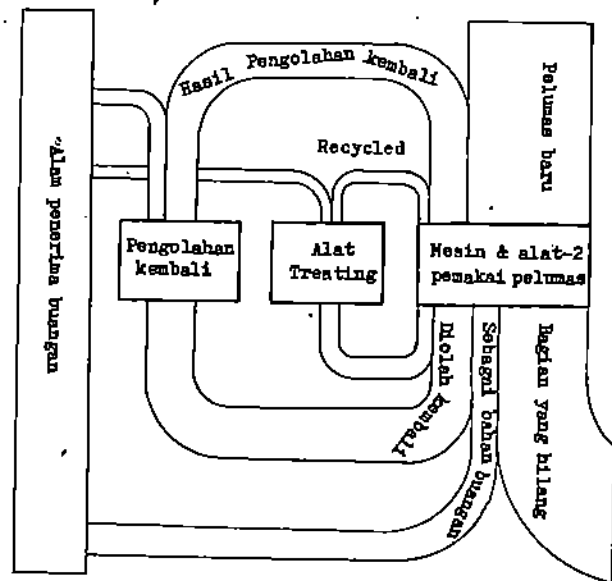 Hasil Pengolahan kembali
Pelumas baru
Recycled
Alam penerima buangan
Pengolahan
kembali
Alat
Treating
Mesin & alat-2
pemakai pelumas
Diolah kembali
Sebagai bahan buangan
Bagian yang hilang